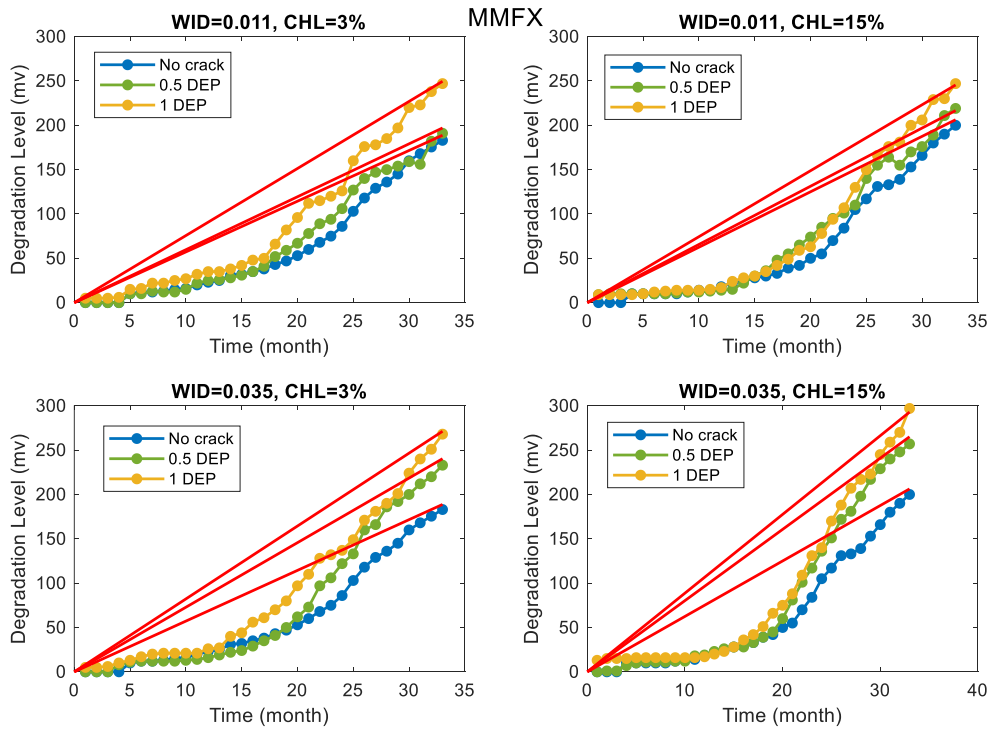 MMFX
WID=0.011, CHL=3%
Degradation Level (mv)
300
250
200
150
100
50
0
No crack
0.5 DEP
1 DEP
0 5 10 15 20 25 30 35
Time (month)
WID=0.011, CHL=15%
Degradation Level (mv)
300
250
200
150
100
50
0
No crack
0.5 DEP
1 DEP
0 5 10 15 20 25 30 35
Time (month)
WID=0.035, CHL=3%
Degradation Level (mv)
300
250
200
150
100
50
0
No crack
0.5 DEP
1 DEP
0 5 10 15 20 25 30 35
Time (month)
WID=0.035, CHL=15%
Degradation Level (mv)
300
250
200
150
100
50
0
No crack
0.5 DEP
1 DEP
0 10 20 30 40
Time (month)